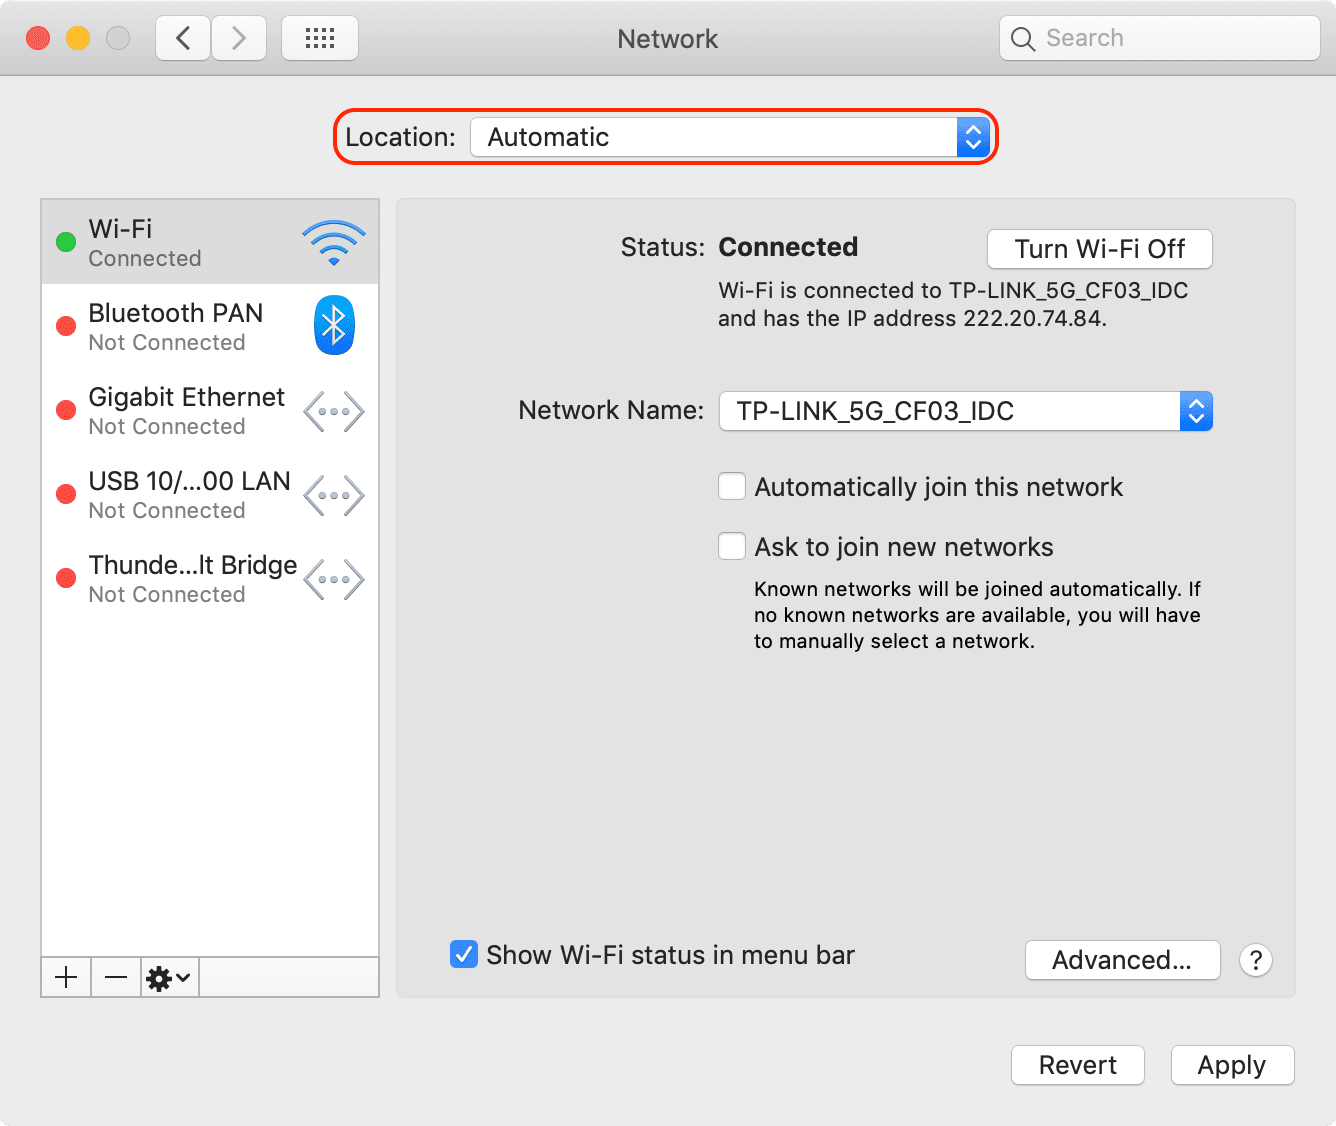 Network
Search
Location: Automatic
Wi-Fi
Connected
Bluetooth PAN
Not Connected
Gigabit Ethernet
Not Connected
USB 10/...00 LAN
Not Connected
Thunde...lt Bridge
Not Connected
Status: Connected
Turn Wi-Fi Off
Wi-Fi is connected to TP-LINK_5G_CF03_IDC
and has the IP address 222.20.74.84.
Network Name: TP-LINK_5G_CF03_IDC
Automatically join this network
Ask to join new networks
Known networks will be joined automatically. If
no known networks are available, you will have
to manually select a network.
Show Wi-Fi status in menu bar
Advanced...
?
Revert
Apply